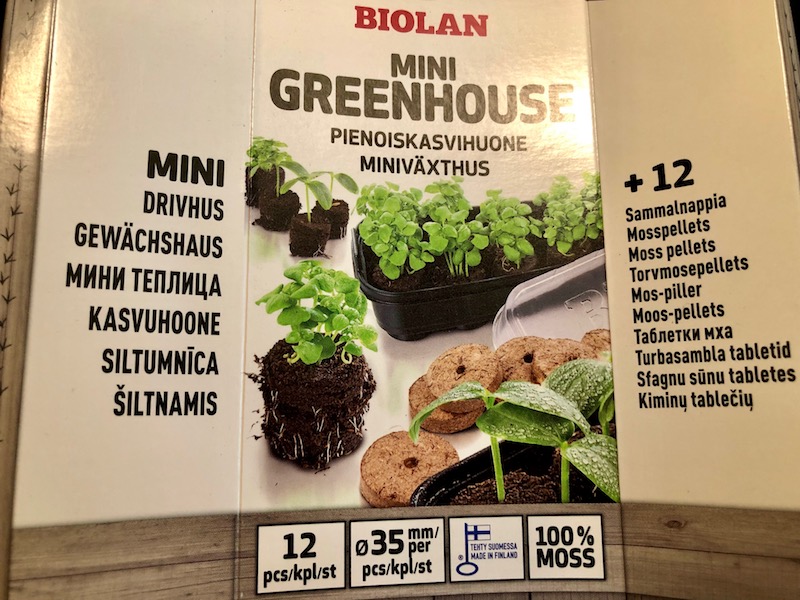 BIOLAN
MINI
GREENHOUSE
PIENOISKASVIHUONE
MINIVÄXTHUS
MINI
DRIVHUS
GEWÄCHSHAUS
МИНИ ТЕПЛИЦА
KASVUHOONE
SILTUMNĪCA
ŠILTNAMIS
+ 12
Sammalnappia
Mosspellets
Moss pellets
Torvmosepellets
Mos-piller
Moos-pellets
Таблетки мха
Turbasambla tabletid
Sfagnu sūnu tabletes
Kiminų tablečių
12
pcs/kpl/st
ø35 mm/per
pcs/kpl/st
TEHTY SUOMESSA
MADE IN FINLAND
100%
MOSS